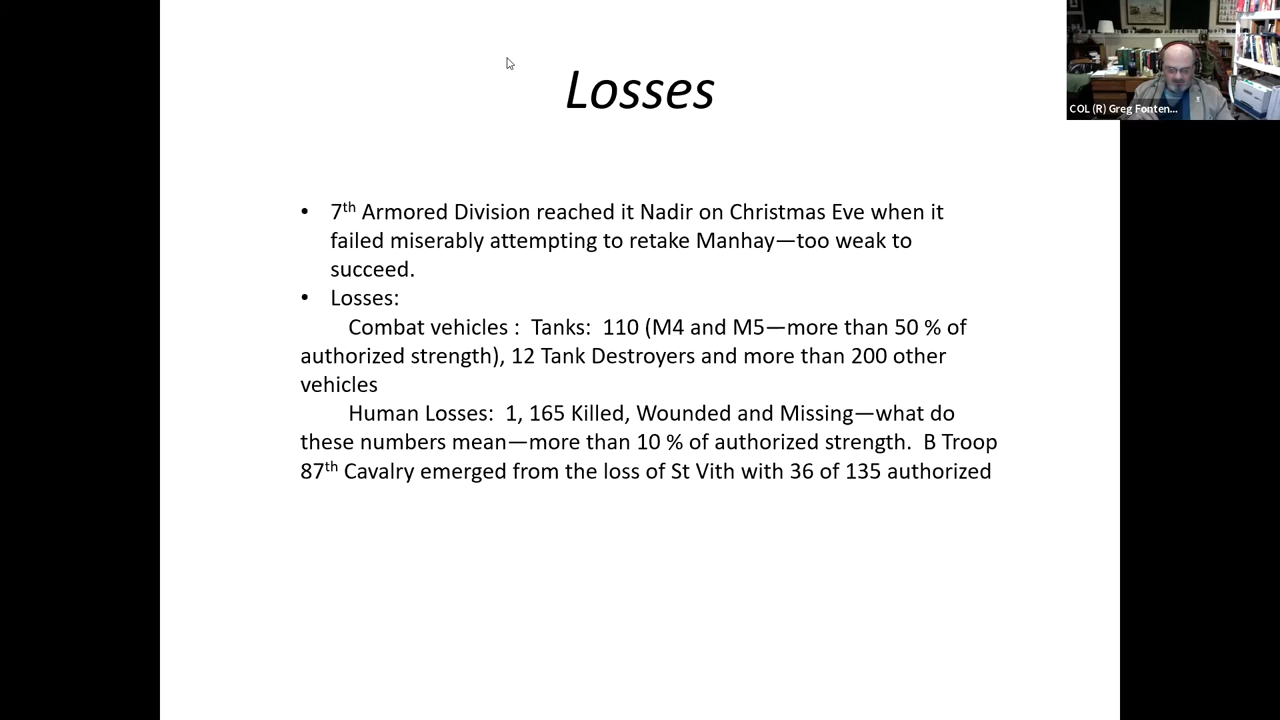 Losses
COL (R) Greg Fonten...
• 7th Armored Division reached it Nadir on Christmas Eve when it
failed miserably attempting to retake Manhay—too weak to
succeed.
• Losses:
Combat vehicles : Tanks: 110 (M4 and M5—more than 50 % of
authorized strength), 12 Tank Destroyers and more than 200 other
vehicles
Human Losses: 1, 165 Killed, Wounded and Missing—what do
these numbers mean—more than 10 % of authorized strength. B Troop
87th Cavalry emerged from the loss of St Vith with 36 of 135 authorized